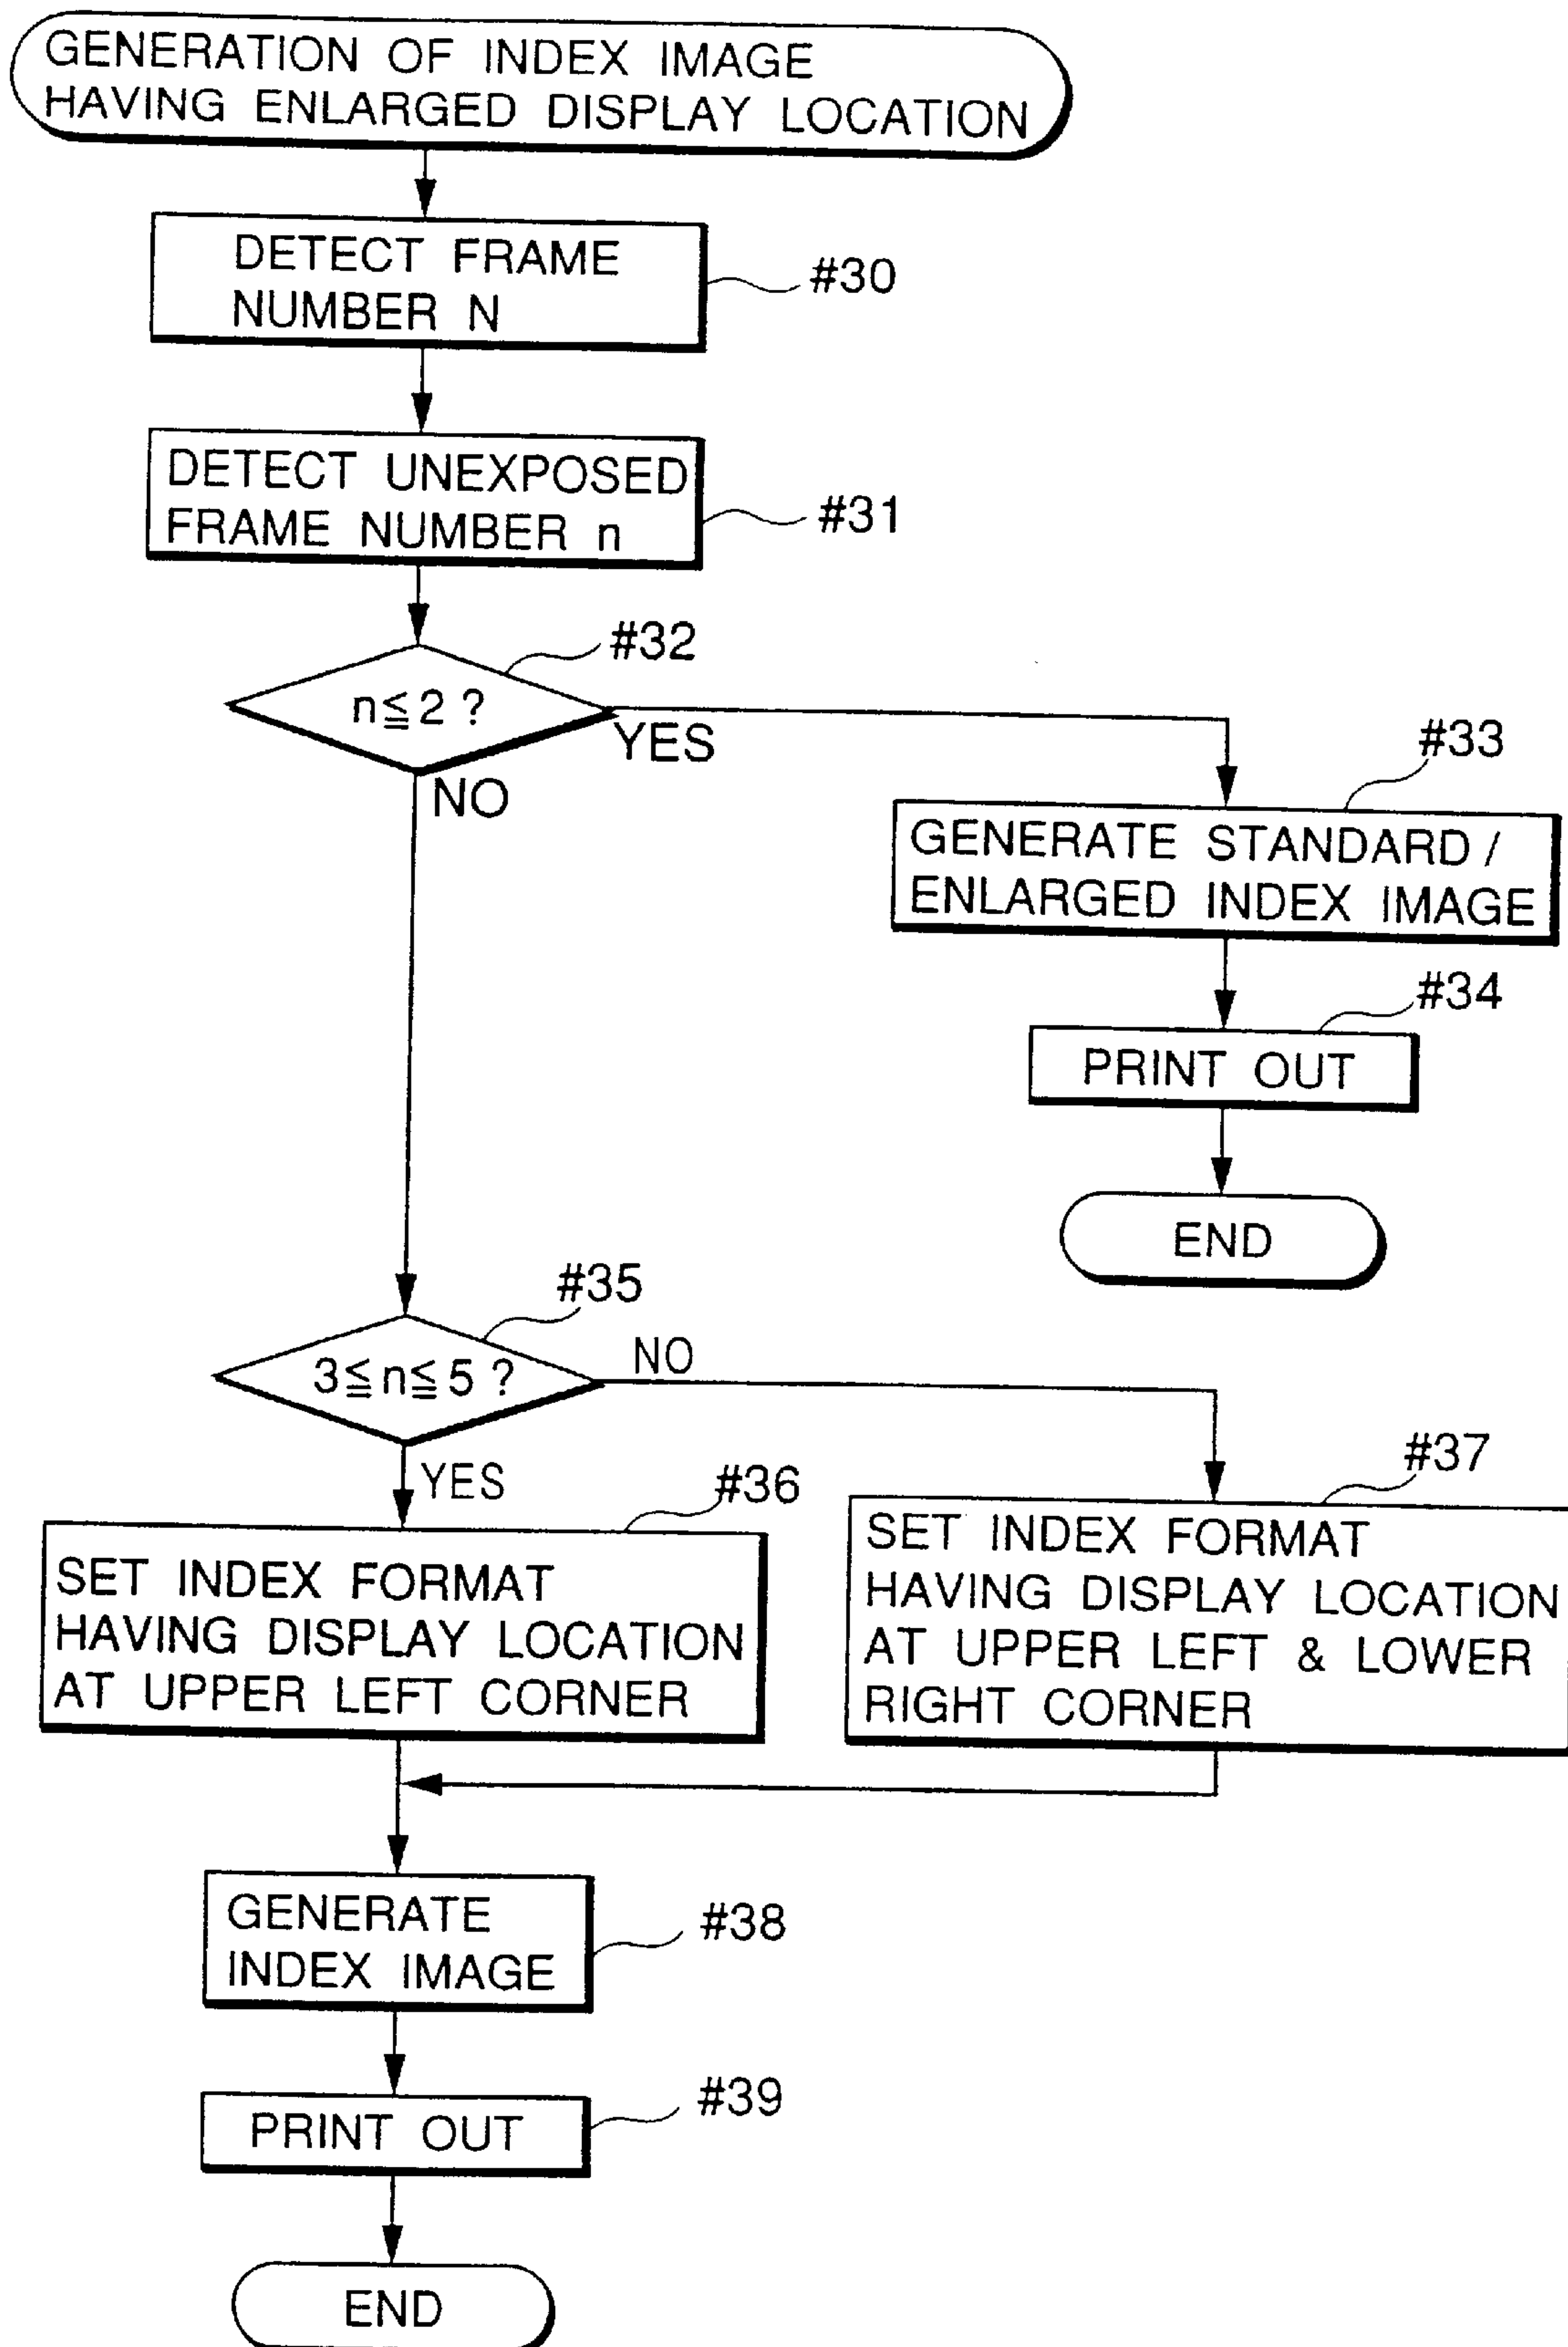 GENERATION OF INDEX IMAGE
HAVING ENLARGED DISPLAY LOCATION
DETECT FRAME
NUMBER N
#30
DETECT UNEXPOSED
FRAME NUMBER n
#31
#32
n≦2 ?
YES
NO
#33
GENERATE STANDARD /
ENLARGED INDEX IMAGE
#34
PRINT OUT
END
#35
3≦n≦5 ?
NO
YES
#36
SET INDEX FORMAT
HAVING DISPLAY LOCATION
AT UPPER LEFT CORNER
#37
SET INDEX FORMAT
HAVING DISPLAY LOCATION
AT UPPER LEFT & LOWER
RIGHT CORNER
GENERATE
INDEX IMAGE
#38
PRINT OUT
#39
END